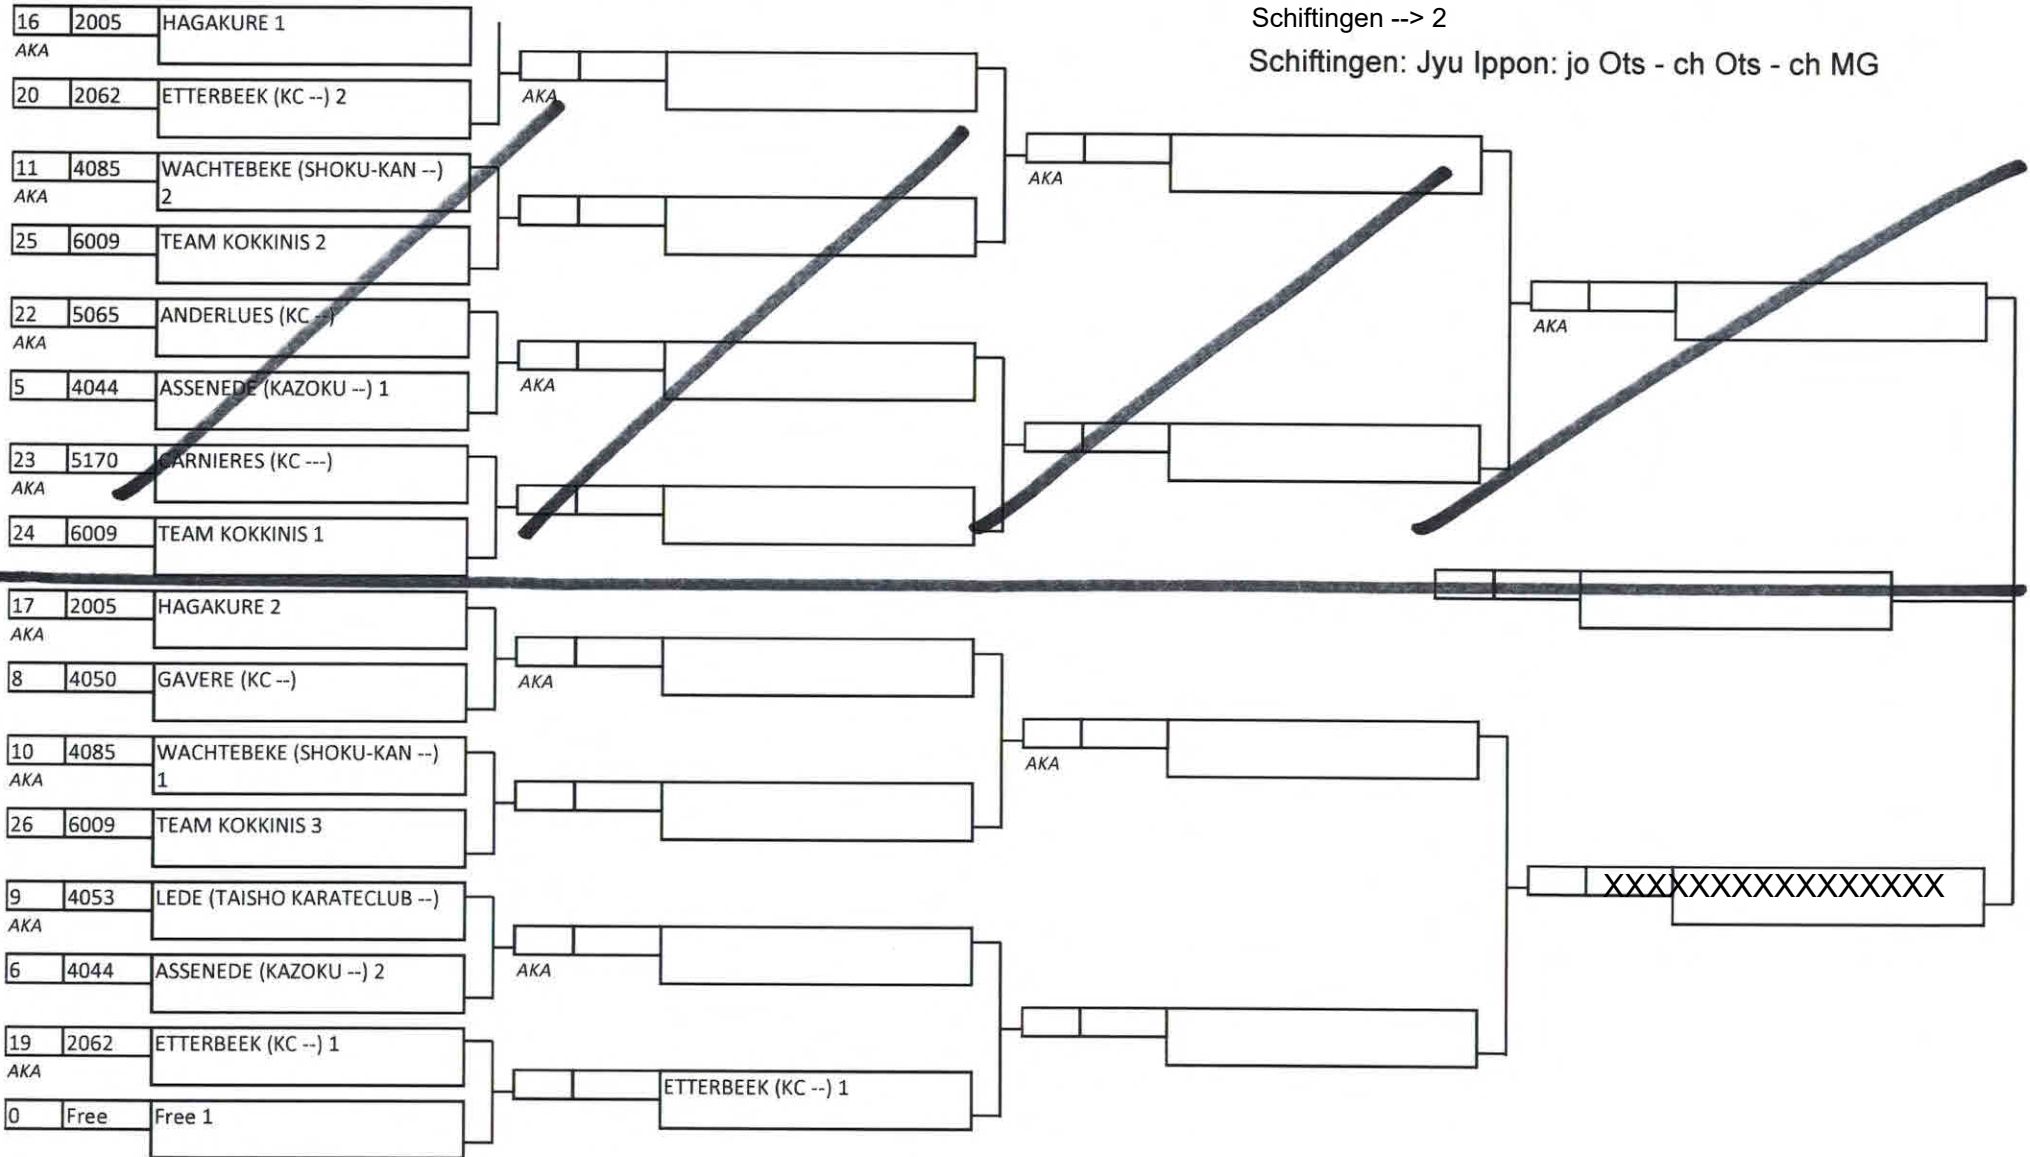 Schiftingen --> 2
Schiftingen: Jyu Ippon: jo Ots - ch Ots - ch MG
16 2005 HAGAKURE 1
AKA
20 2062 ETTERBEEK (KC --) 2
AKA
11 4085 WACHTEBEKE (SHOKU-KAN --)
AKA 2
25 6009 TEAM KOKKINIS 2
AKA
22 5065 ANDERLUES (KC --)
AKA
AKA
5 4044 ASSENEDE (KAZOKU --) 1
AKA
23 5170 CARNIERES (KC ---)
AKA
24 6009 TEAM KOKKINIS 1
17 2005 HAGAKURE 2
AKA
8 4050 GAVERE (KC --)
AKA
10 4085 WACHTEBEKE (SHOKU-KAN --)
AKA 1
AKA
26 6009 TEAM KOKKINIS 3
9 4053 LEDE (TAISHO KARATECLUB --)
XXXXXXXXXXXXXXXX
AKA
6 4044 ASSENEDE (KAZOKU --) 2
AKA
19 2062 ETTERBEEK (KC --) 1
AKA
ETTERBEEK (KC --) 1
0 Free Free 1